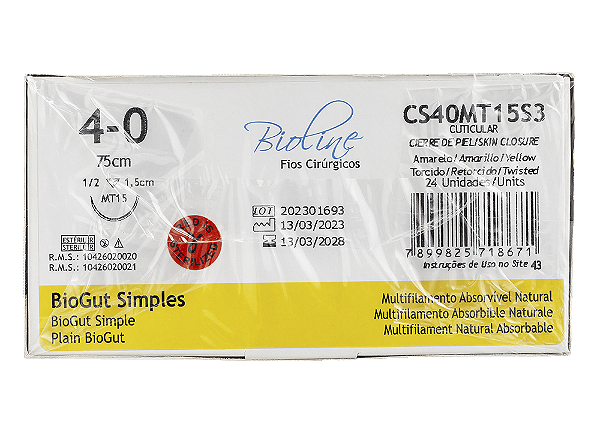 4-0
75cm
1/2 1,5cm
MT15
ESTÉRIL R
STERILE R
R.M.S.: 10426020020
R.M.S.: 10426020021
Bioline
Fios Cirúrgicos
LOT 202301693
13/03/2023
13/03/2028
CS40MT15S3
CUTICULAR
CIERRE DE PIEL/SKIN CLOSURE
Amarelo/Amarillo/Yellow
Torcido/Retorcido/Twisted
24 Unidades/Units
7 899825 718671
Instruções de Uso no Site 43
BioGut Simples
BioGut Simple
Plain BioGut
Multifilamento Absorvível Natural
Multifilamento Absorbible Naturale
Multifilament Natural Absorbable